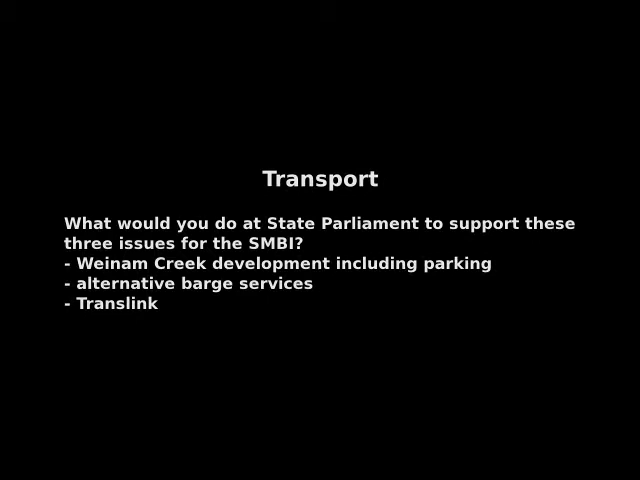 Transport
What would you do at State Parliament to support these
three issues for the SMBI?
- Weinam Creek development including parking
- alternative barge services
- Translink